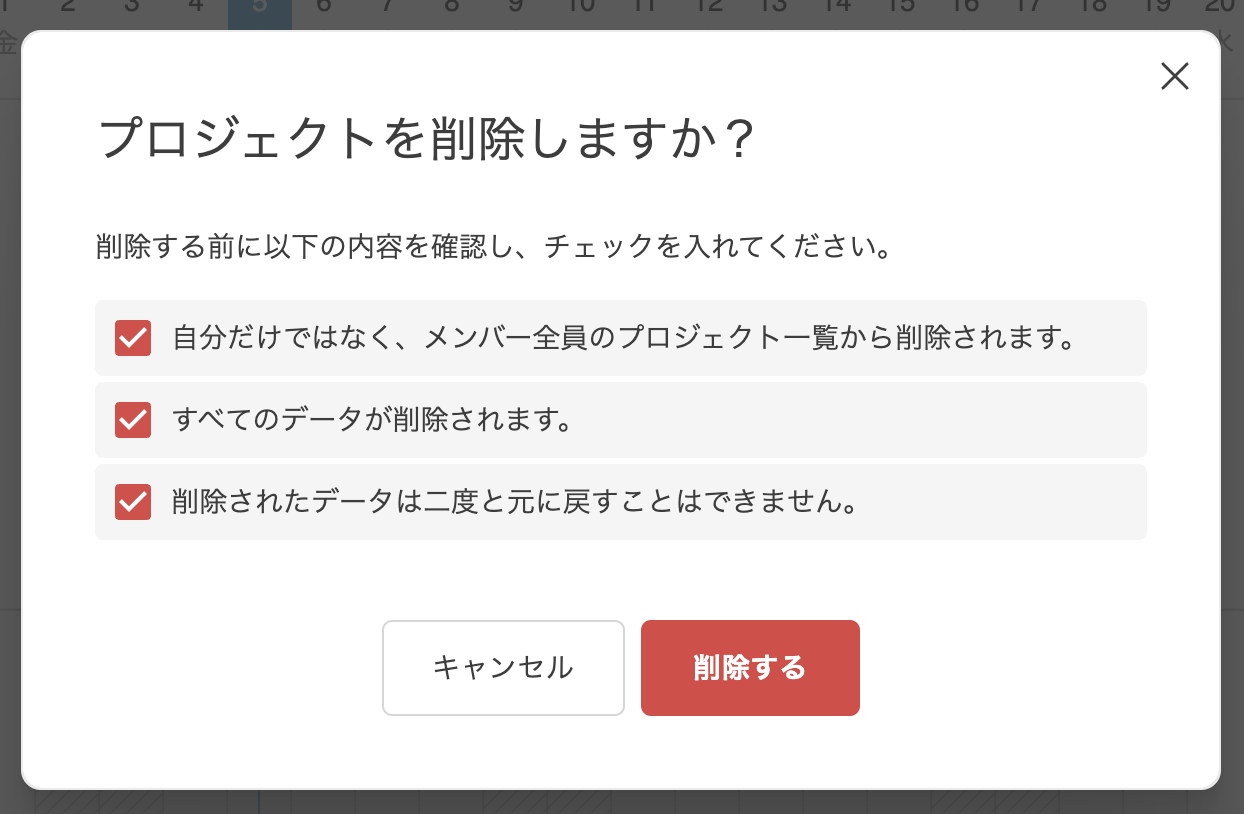 1 2 3 4 5 6 7 8 9 10 11 12 13 14 15 16 17 18 19 20
金 火
プロジェクトを削除しますか？
削除する前に以下の内容を確認し、チェックを入れてください。
自分だけではなく、メンバー全員のプロジェクト一覧から削除されます。
すべてのデータが削除されます。
削除されたデータは二度と元に戻すことはできません。
キャンセル 削除する